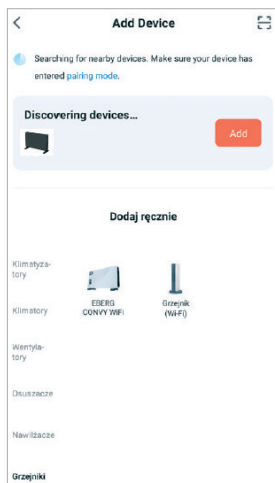 Add Device
Searching for nearby devices. Make sure your device has
entered pairing mode.
Discovering devices...
Add
Dodaj ręcznie
Klimatyza-
tory
EBERG
CONVY WIFI
Grzejnik
(Wi-Fi)
Klimatory
Wentyla-
tory
Osuszacze
Nawilżacze
Grzejniki